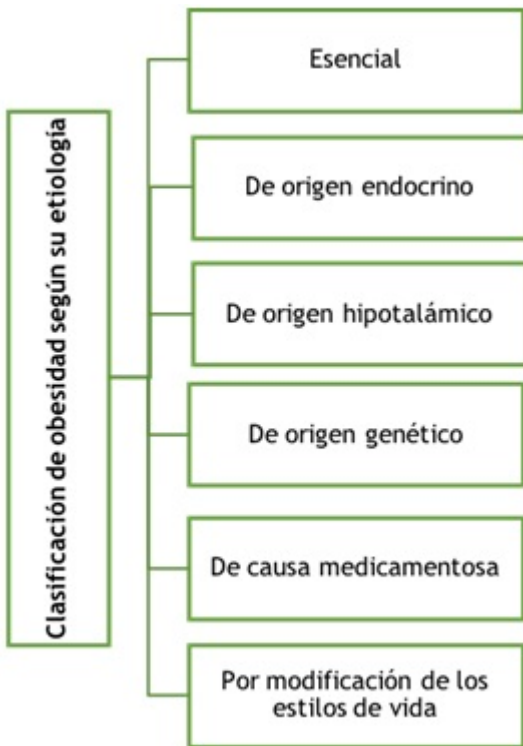 Clasificación de obesidad según su etiología
Esencial
De origen endocrino
De origen hipotalámico
De origen genético
De causa medicamentosa
Por modificación de los
estilos de vida